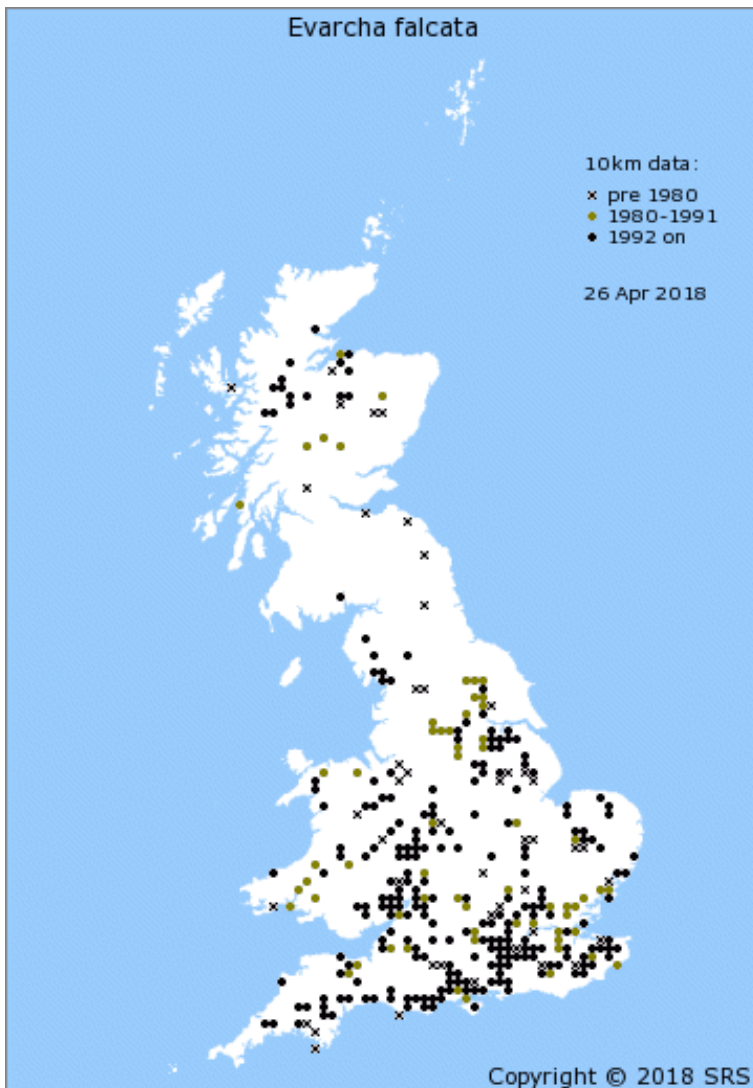 Evarcha falcata
10km data:
pre 1980
1980-1991
1992 on
26 Apr 2018
Copyright © 2018 SRS